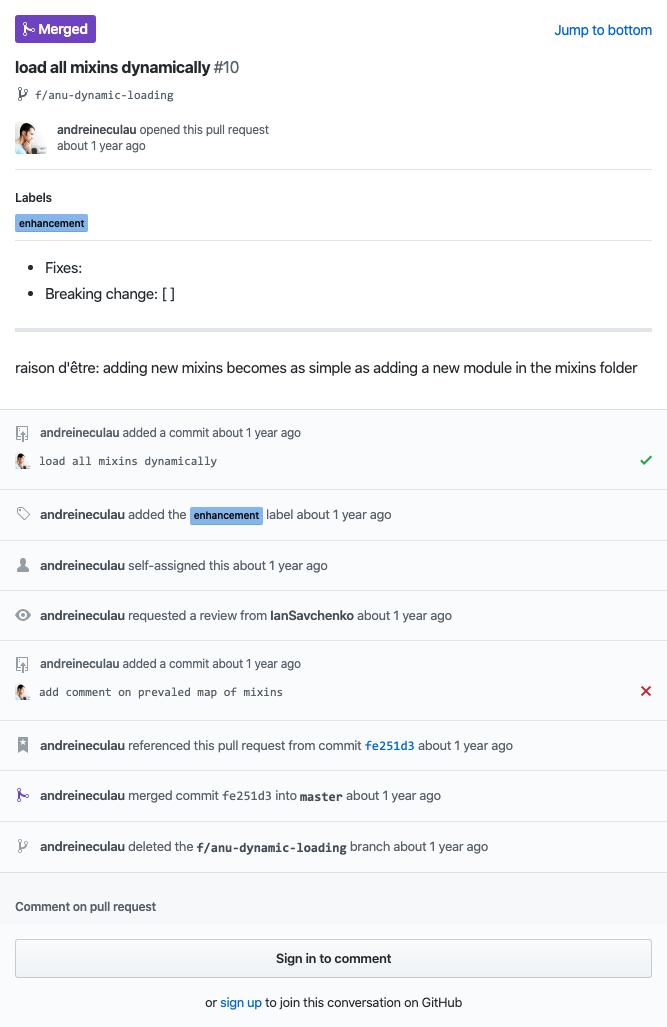 Merged
Jump to bottom
load all mixins dynamically #10
f/anu-dynamic-loading
andreineculau opened this pull request
about 1 year ago
Labels
enhancement
• Fixes:
• Breaking change: [ ]
raison d'être: adding new mixins becomes as simple as adding a new module in the mixins folder
andreineculau added a commit about 1 year ago
load all mixins dynamically
andreineculau added the enhancement label about 1 year ago
andreineculau self-assigned this about 1 year ago
andreineculau requested a review from IanSavchenko about 1 year ago
andreineculau added a commit about 1 year ago
add comment on prevaled map of mixins
andreineculau referenced this pull request from commit fe251d3 about 1 year ago
andreineculau merged commit fe251d3 into master about 1 year ago
andreineculau deleted the f/anu-dynamic-loading branch about 1 year ago
Comment on pull request
Sign in to comment
or sign up to join this conversation on GitHub